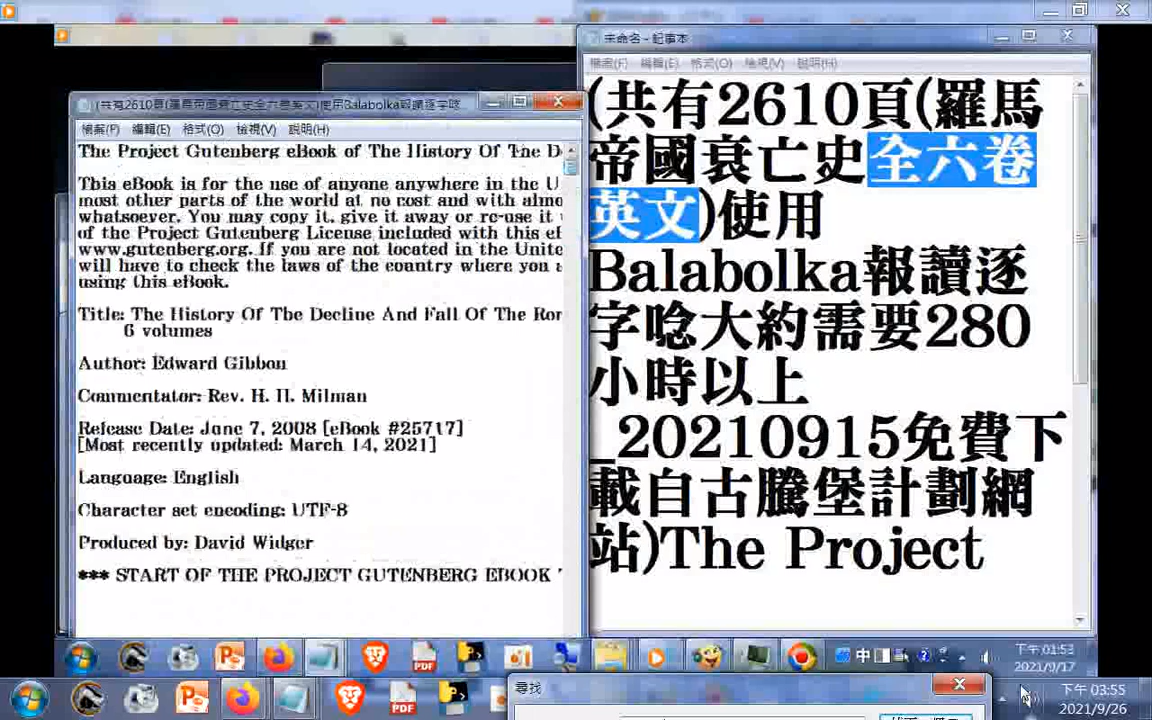 未命名 - 記事本
檔案(F) 編輯(E) 格式(O) 檢視(V) 說明(H)
(共有2610頁(羅馬
帝國衰亡史全六卷
英文)使用
Balabolka報讀逐
字唸大約需要280
小時以上
_20210915免費下
載自古騰堡計劃網
站)The Project
(共有2610頁(羅馬帝國衰亡史全六卷英文)使用Balabolka報讀逐字唸
檔案(F) 編輯(E) 格式(O) 檢視(V) 說明(H)
The Project Gutenberg eBook of The History Of The D
This eBook is for the use of anyone anywhere in the U
most other parts of the world at no cost and with almo
whatsoever. You may copy it, give it away or re-use it
of the Project Gutenberg License included with this eB
www.gutenberg.org. If you are not located in the Unite
will have to check the laws of the country where you a
using this eBook.
Title: The History Of The Decline And Fall Of The Rom
6 volumes
Author: Edward Gibbon
Commentator: Rev. H. H. Milman
Release Date: June 7, 2008 [eBook #25717]
[Most recently updated: March 14, 2021]
Language: English
Character set encoding: UTF-8
Produced by: David Widger
*** START OF THE PROJECT GUTENBERG EBOOK
PDF
中
下午 01:53
2021/9/17
尋找
PDF
下午 03:55
2021/9/26